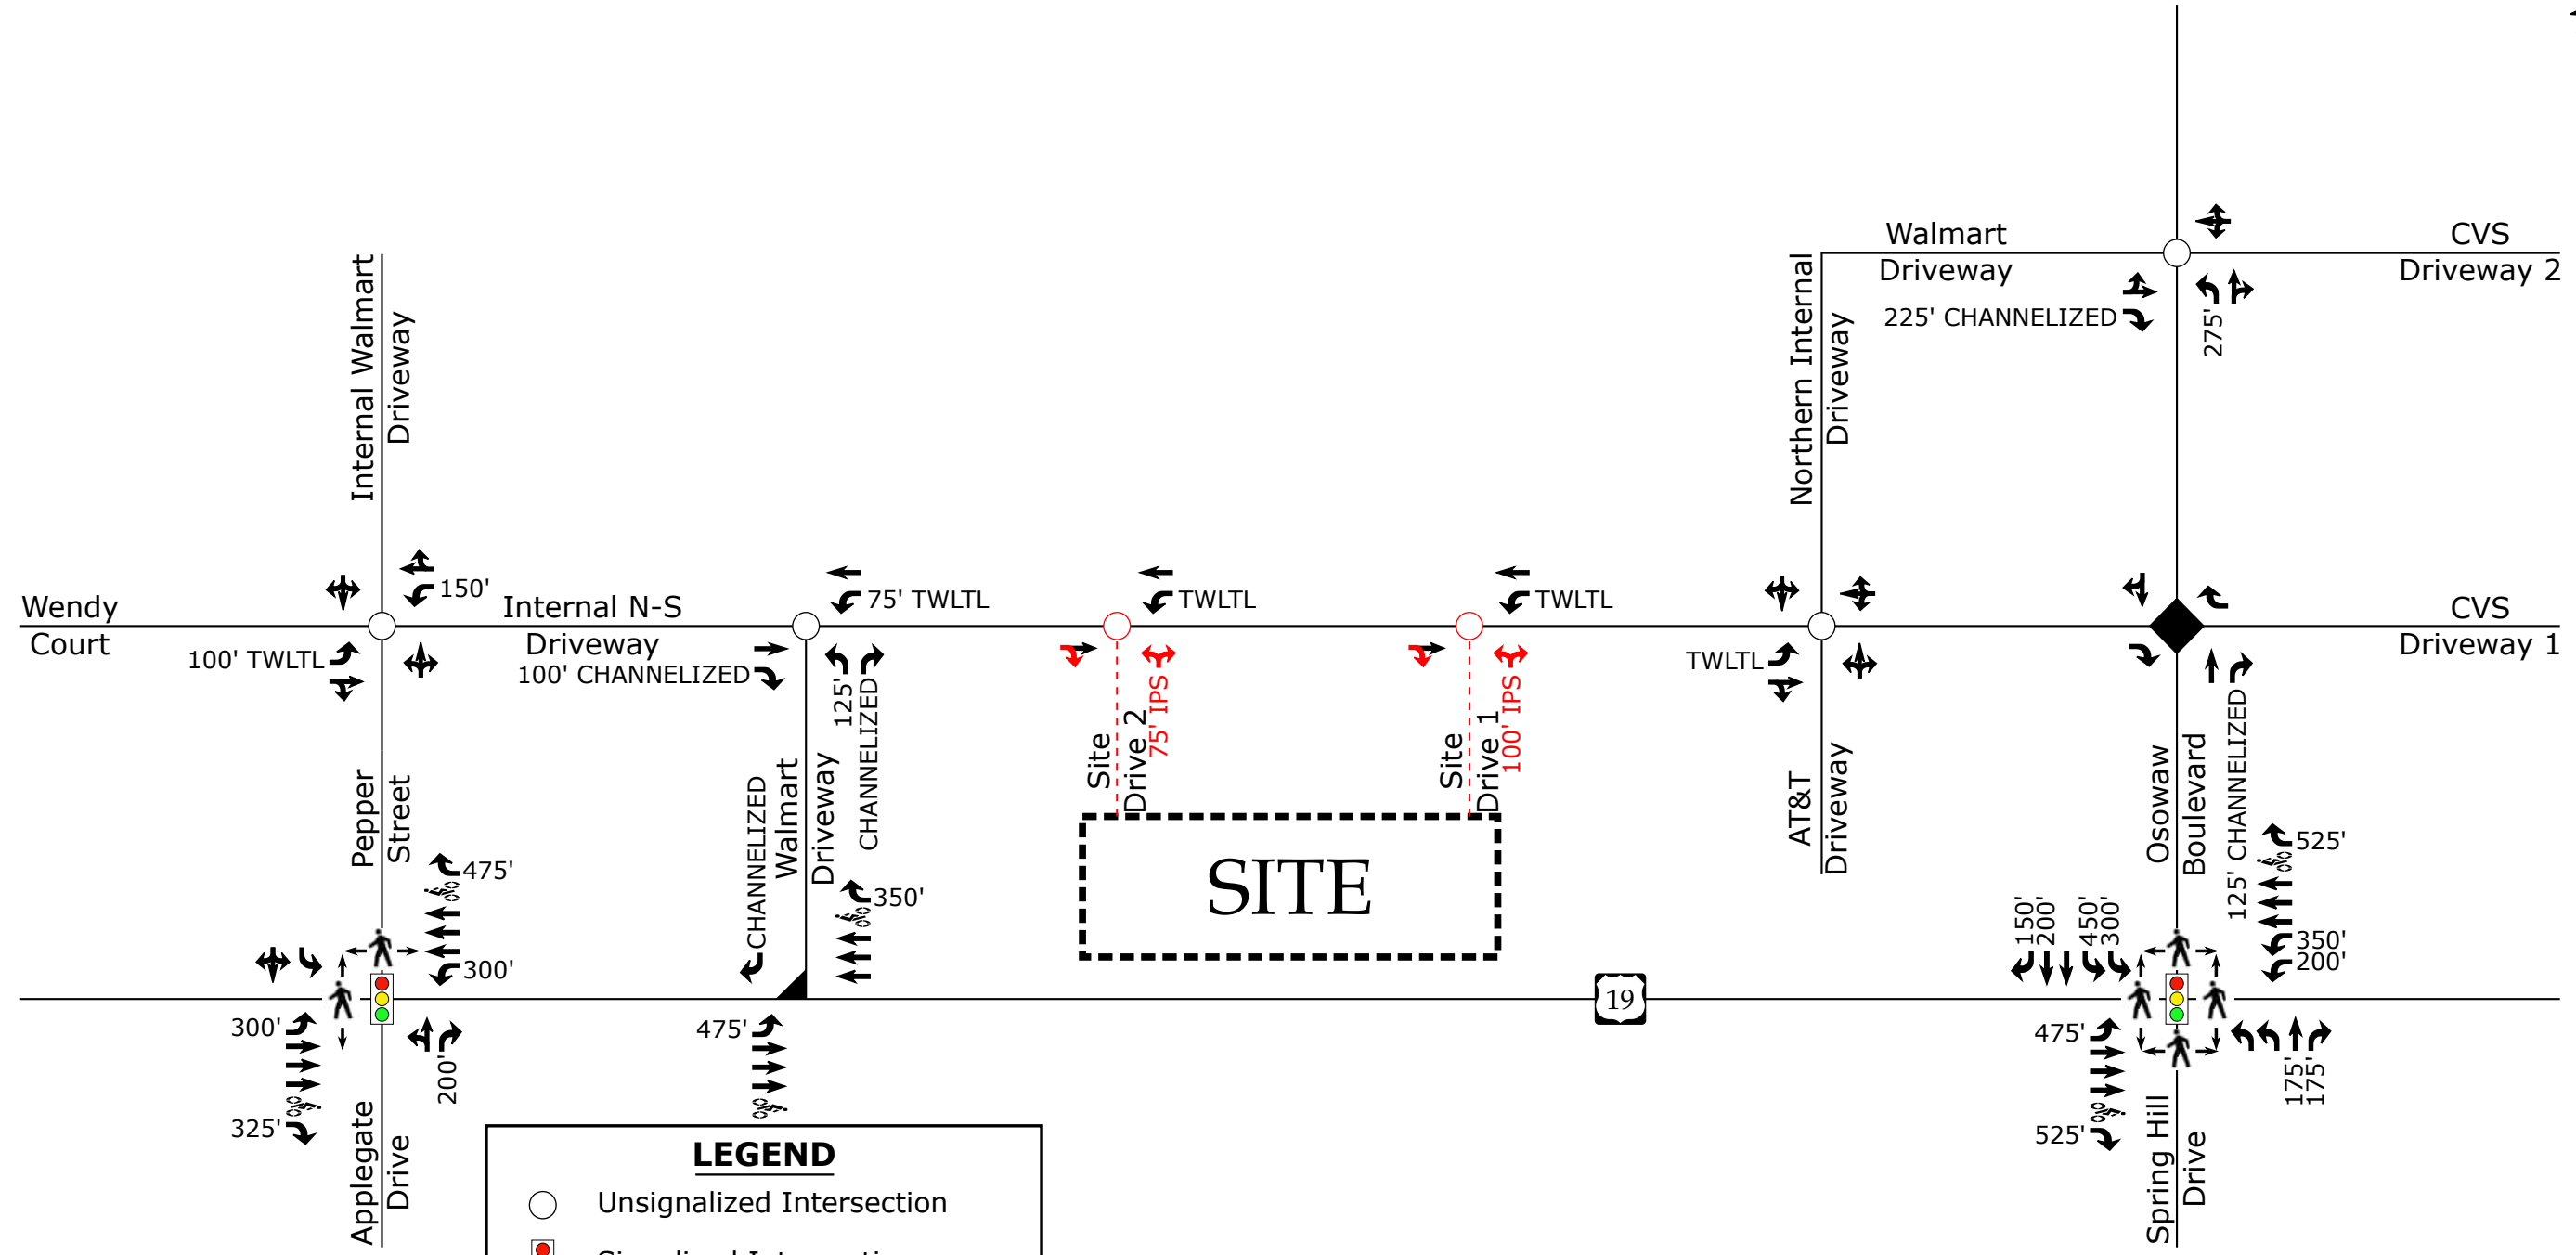 Walmart
Driveway
CVS
Driveway 2
225' CHANNELIZED
275'
Internal Walmart
Driveway
Northern Internal
Driveway
Wendy
Court
100' TWLTL
150'
Internal N-S
Driveway
100' CHANNELIZED
75' TWLTL
125'
CHANNELIZED
TWLTL
75' IPS
Site
Drive 2
TWLTL
100' IPS
Site
Drive 1
TWLTL
AT&T
Driveway
CVS
Driveway 1
125' CHANNELIZED
Osowaw
Boulevard
Pepper
Street
475'
300'
CHANNELIZED
Walmart
Driveway
350'
SITE
150'
200'
450'
300'
525'
350'
200'
19
300'
325'
200'
Applegate
Drive
475'
475'
525'
175'
175'
Spring Hill
Drive
LEGEND
Unsignalized Intersection